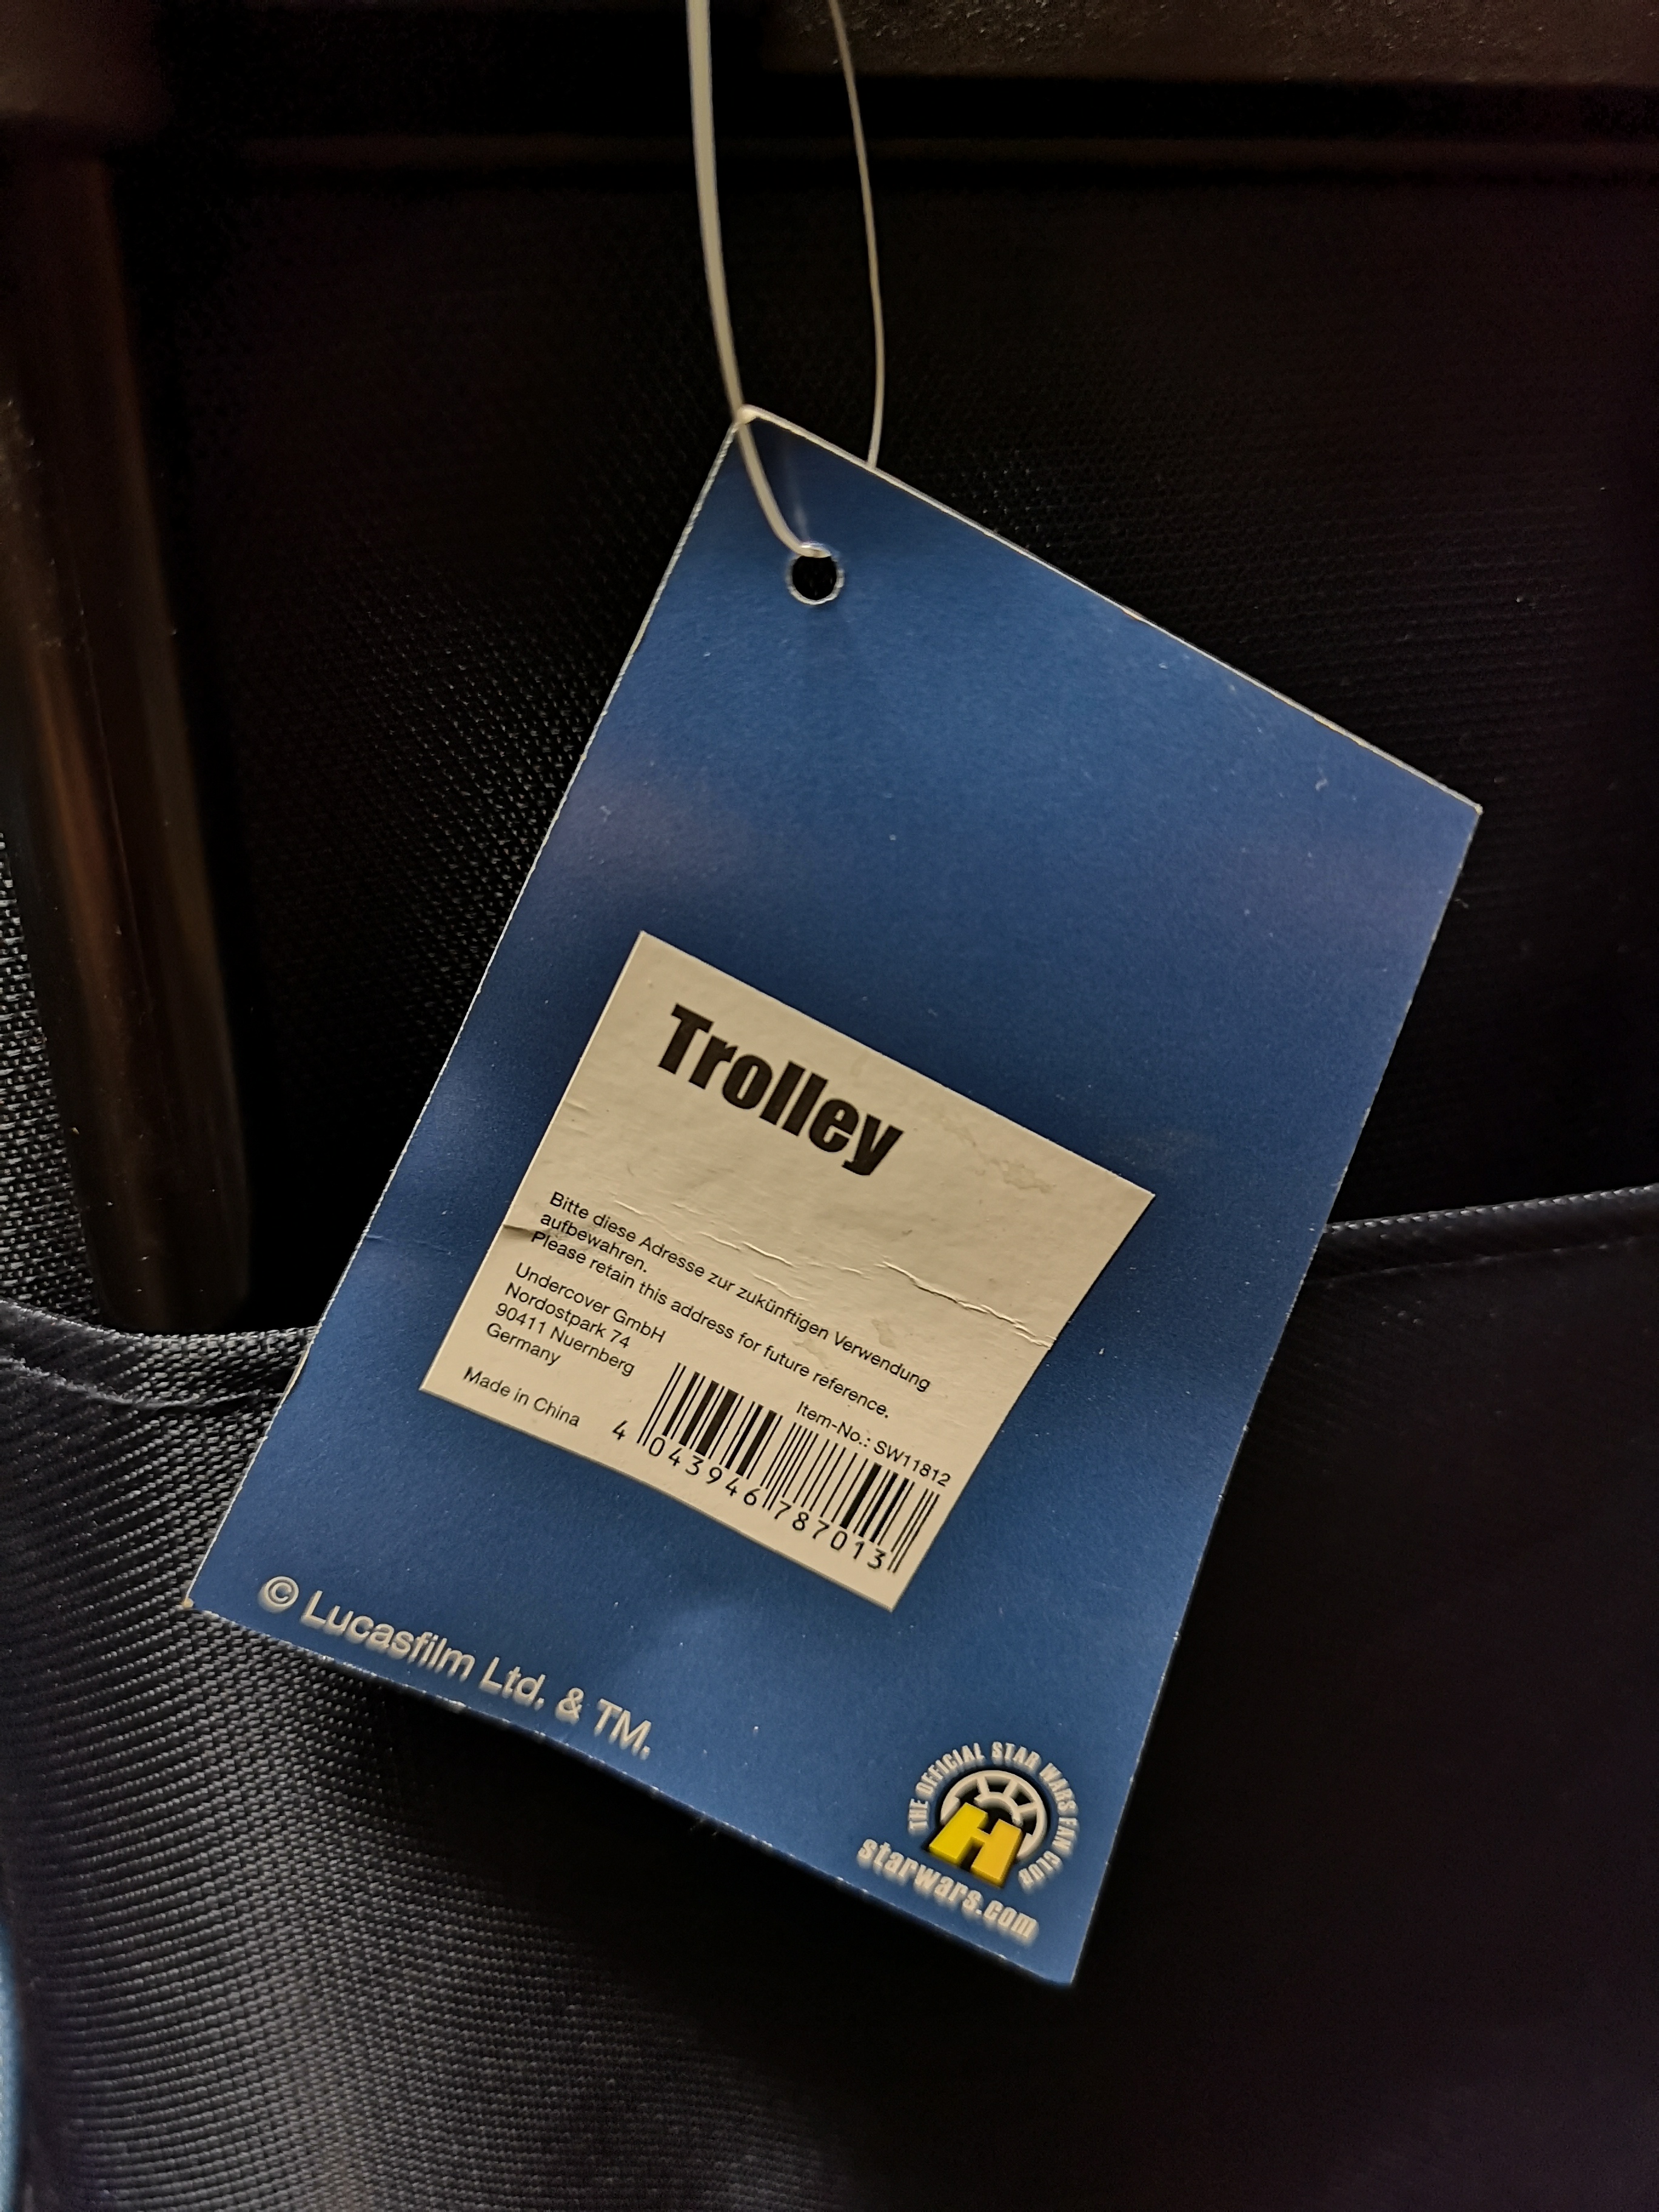 Trolley
Bitte diese Adresse zur zukünftigen Verwendung
aufbewahren.
Please retain this address for future reference.
Undercover GmbH
Nordostpark 74
90411 Nuernberg
Germany
Made in China
Item-No.: SW11812
4 043946 787013
© Lucasfilm Ltd. & TM.
THE OFFICIAL STAR WARS FAN CLUB
H
starwars.com